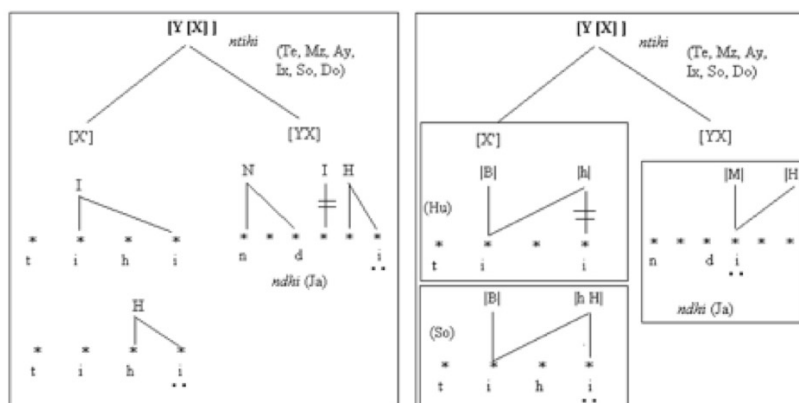 [Y [X] ]
ntihi
(Te, Mz, Ay,
Ix, So, Do)
[X']
[YX]
I
N I H
* * * *
t i h i
* * * * * *
n d i
ndhi (Ja)
H
* * * *
t i h i
[Y [X] ]
ntihi
(Te, Mz, Ay,
Ix, So, Do)
[X']
[YX]
|B| |h|
(Hu)
* * * *
t i i
|M| |H
* * * * * *
n d i
ndhi (Ja)
|B| |h H|
(So)
* * * *
t i h i